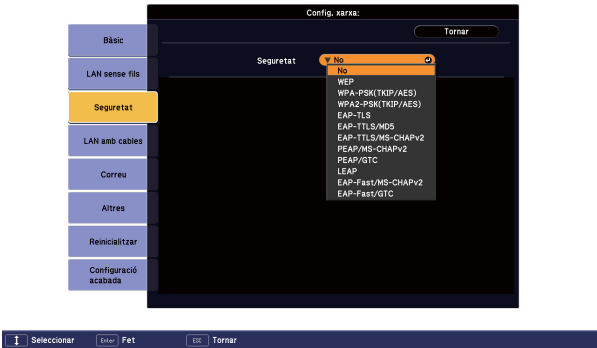 Config. xarxa:
Tornar
Bàsic
LAN sense fils
Seguretat
LAN amb cables
Correu
Altres
Reinicialitzar
Configuració
acabada
Seguretat
No
No
WEP
WPA-PSK(TKIP/AES)
WPA2-PSK(TKIP/AES)
EAP-TLS
EAP-TTLS/MD5
EAP-TTLS/MS-CHAPv2
PEAP/MS-CHAPv2
PEAP/GTC
LEAP
EAP-Fast/MS-CHAPv2
EAP-Fast/GTC
Seleccionar Enter Fet ESC Tornar